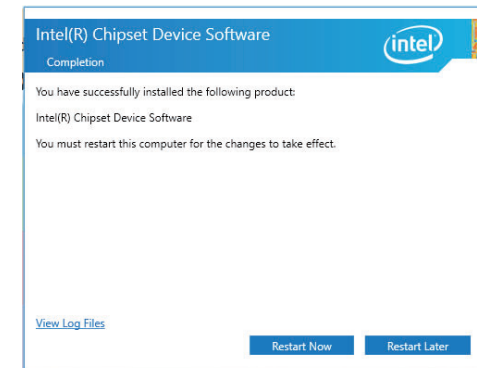 Intel(R) Chipset Device Software
intel
Completion
You have successfully installed the following product:
Intel(R) Chipset Device Software
You must restart this computer for the changes to take effect.
View Log Files
Restart Now
Restart Later